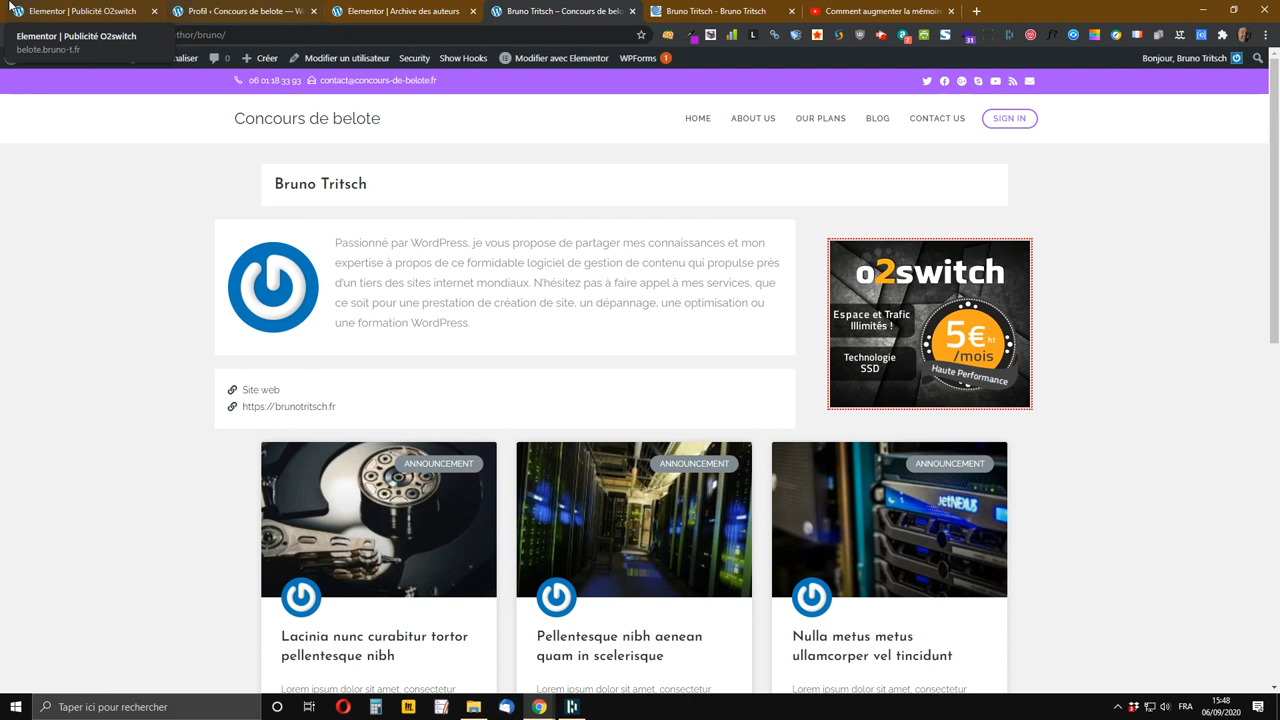 Elementor | Publicité O2switch
Profil ‹ Concours de belote — W
Elementor | Archive des auteurs
Bruno Tritsch – Concours de bel
Bruno Tritsch - Bruno Tritsch
Comment augmenter la mémoire
Elementor | Publicité O2switch
belote.bruno-t.fr
thor/bruno/
naliser
0
Créer
Modifier un utilisateur
Security
Show Hooks
Modifier avec Elementor
WPForms 1
Bonjour, Bruno Tritsch
06 01 18 33 93
contact@concours-de-belote.fr
Concours de belote
HOME
ABOUT US
OUR PLANS
BLOG
CONTACT US
SIGN IN
Bruno Tritsch
Passionné par WordPress, je vous propose de partager mes connaissances et mon
expertise à propos de ce formidable logiciel de gestion de contenu qui propulse près
d'un tiers des sites internet mondiaux. N'hésitez pas à faire appel à mes services, que
ce soit pour une prestation de création de site, un dépannage, une optimisation ou
une formation WordPress.
o2switch
Espace et Trafic
Illimités !
5€ ht
/mois
Technologie
SSD
Haute Performance
Site web
https://brunotritsch.fr
ANNOUNCEMENT
ANNOUNCEMENT
ANNOUNCEMENT
JetNEXUS
Lacinia nunc curabitur tortor
pellentesque nibh
Pellentesque nibh aenean
quam in scelerisque
Nulla metus metus
ullamcorper vel tincidunt
Lorem ipsum dolor sit amet, consectetur
Lorem ipsum dolor sit amet, consectetur
Lorem ipsum dolor sit amet, consectetur
Taper ici pour rechercher
FRA
15:48
06/09/2020